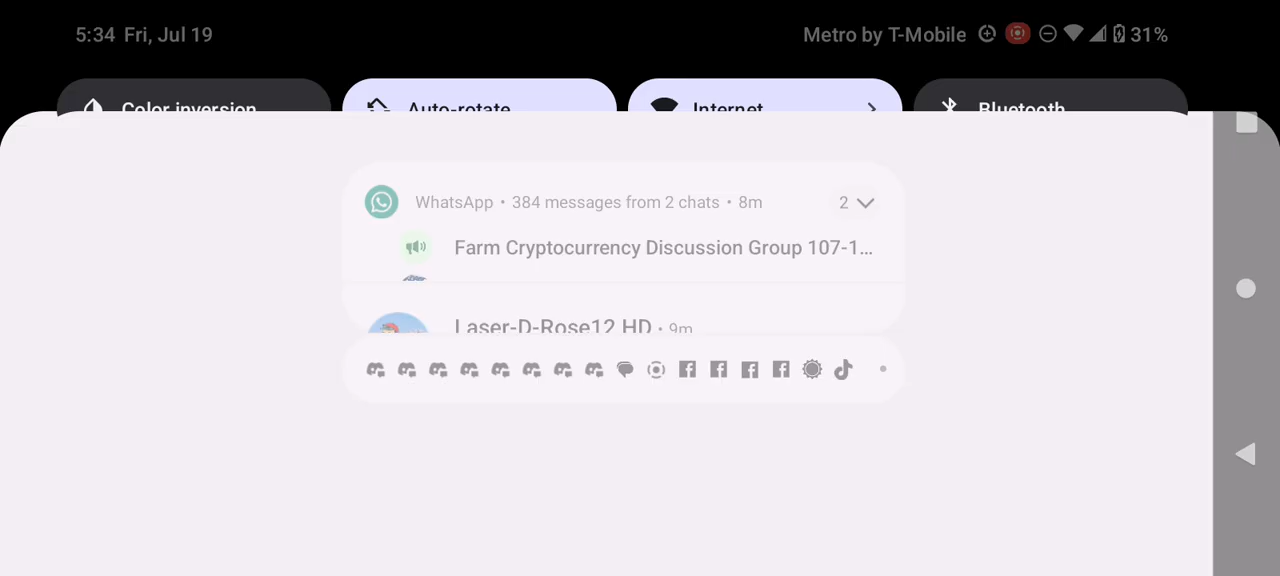 5:34 Fri, Jul 19
Metro by T-Mobile 31%
Color inversion Auto-rotate Internet Bluetooth
WhatsApp • 384 messages from 2 chats • 8m 2
Farm Cryptocurrency Discussion Group 107-1...
Laser-D-Rose12 HD • 9m